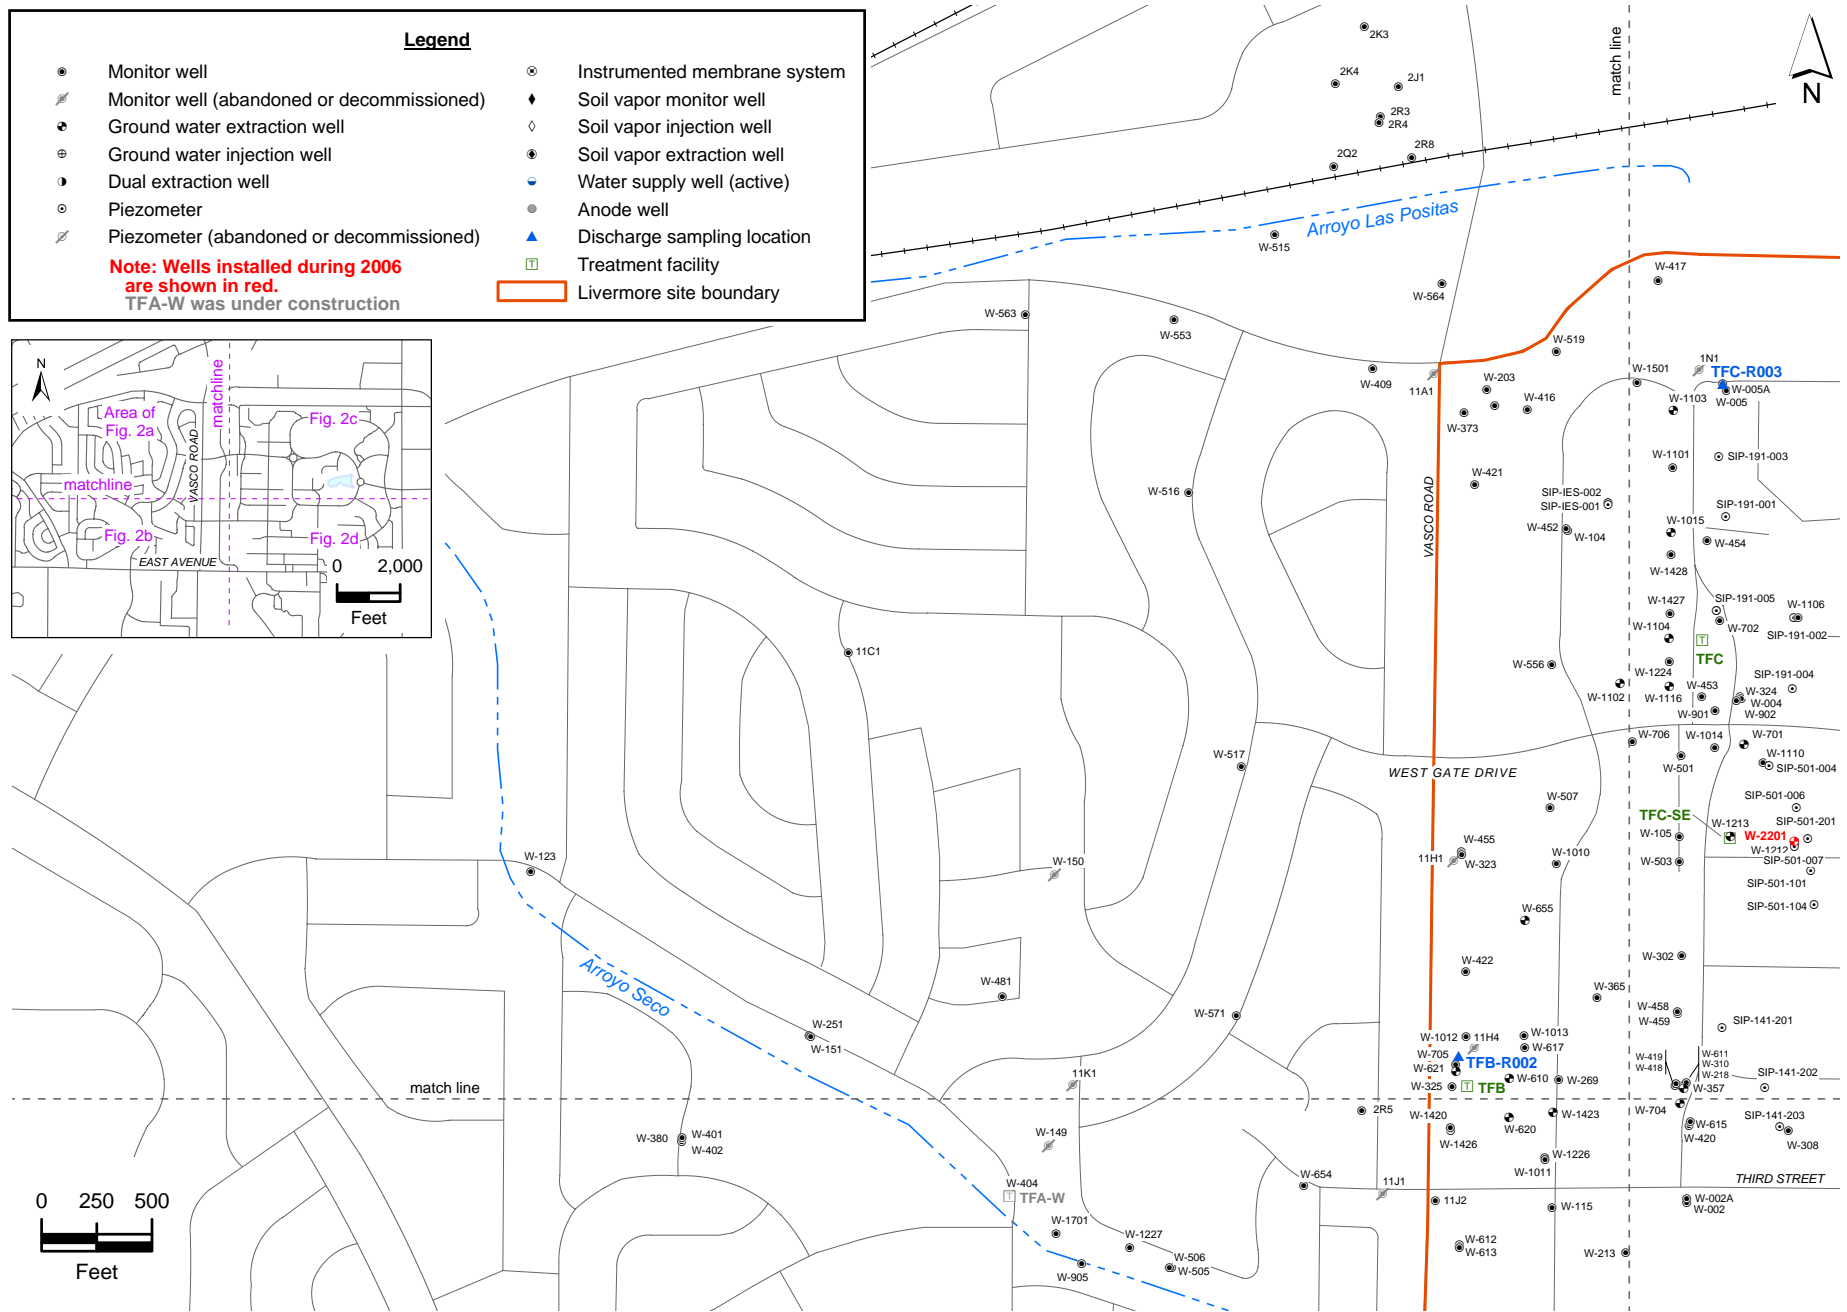 Legend
Monitor well
Monitor well (abandoned or decommissioned)
Ground water extraction well
Ground water injection well
Dual extraction well
Piezometer
Piezometer (abandoned or decommissioned)
Note: Wells installed during 2006
are shown in red.
TFA-W was under construction
Instrumented membrane system
Soil vapor monitor well
Soil vapor injection well
Soil vapor extraction well
Water supply well (active)
Anode well
Discharge sampling location
T Treatment facility
Livermore site boundary
N
Area of
Fig. 2a
matchline
Fig. 2c
VASCO ROAD
matchline
Fig. 2b
Fig. 2d
EAST AVENUE
0 2,000
Feet
match line
N
2K3
2K4
2J1
2R3
2R4
2R8
2Q2
Arroyo Las Positas
W-515
W-417
W-564
W-563
W-553
W-519
W-409
11A1
W-203
W-416
W-373
W-1501
1N1
TFC-R003
W-005A
W-005
W-1103
W-421
W-1101
SIP-191-003
W-516
SIP-IES-002
SIP-IES-001
SIP-191-001
VASCO ROAD
W-452
W-104
W-1015
W-454
W-1428
W-1427
SIP-191-005
W-1106
W-1104
W-702
SIP-191-002
11C1
T
TFC
W-556
W-1224
SIP-191-004
W-1102
W-1116
W-453
W-324
W-004
W-901
W-902
W-706
W-1014
W-701
W-517
W-1110
W-501
SIP-501-004
WEST GATE DRIVE
W-507
SIP-501-006
TFC-SE
W-1213
SIP-501-201
W-105
W-2201
W-1212
W-123
W-150
W-455
11H1
W-323
W-1010
W-503
SIP-501-007
SIP-501-101
SIP-501-104
W-655
W-302
Arroyo Seco
W-422
W-481
W-365
W-571
W-458
W-459
SIP-141-201
W-251
W-151
W-1012
11H4
W-1013
W-617
W-705
TFB-R002
W-621
W-419
W-418
W-611
W-310
W-218
11K1
W-325
T TFB
W-610
W-269
W-357
SIP-141-202
match line
2R5
W-1420
W-1426
W-620
W-1423
W-704
W-615
W-420
SIP-141-203
W-308
W-380
W-401
W-402
W-149
W-1226
W-1011
W-404
T TFA-W
W-654
11J1
THIRD STREET
11J2
W-115
W-002A
W-002
W-1701
W-1227
W-612
W-613
W-213
W-905
W-506
W-505
0 250 500
Feet